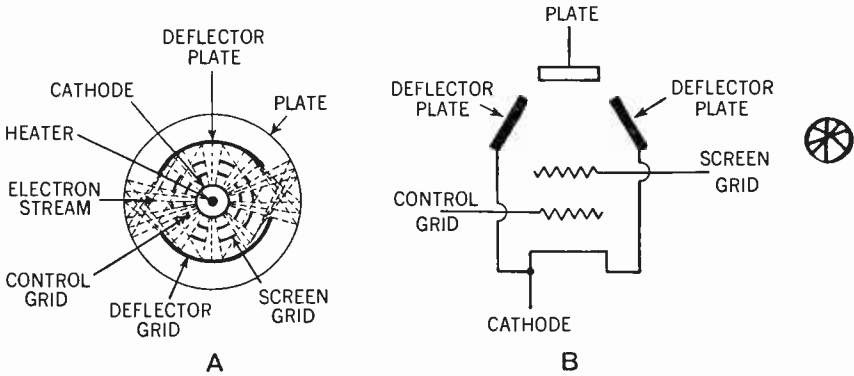 DEFLECTOR
PLATE
CATHODE
PLATE
HEATER
ELECTRON
STREAM
CONTROL
GRID
DEFLECTOR
GRID
SCREEN
GRID
A
PLATE
DEFLECTOR
PLATE
DEFLECTOR
PLATE
SCREEN
GRID
CONTROL
GRID
CATHODE
B